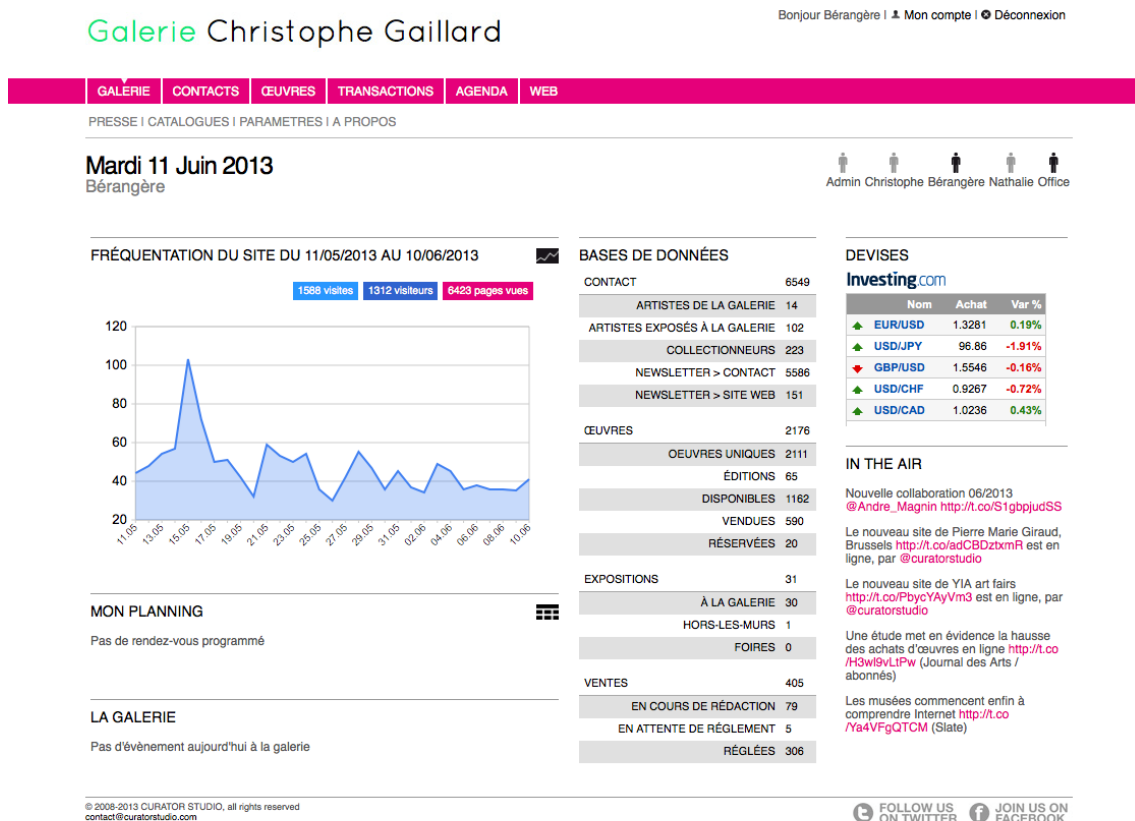 Galerie Christophe Gaillard
Bonjour Bérangère | Mon compte | Déconnexion
GALERIE CONTACTS ŒUVRES TRANSACTIONS AGENDA WEB
PRESSE | CATALOGUES | PARAMETRES | A PROPOS
Mardi 11 Juin 2013
Bérangère
Admin Christophe Bérangère Nathalie Office
FRÉQUENTATION DU SITE DU 11/05/2013 AU 10/06/2013
1588 visites 1312 visiteurs 6423 pages vues
120
100
80
60
40
20
11.05 13.05 15.05 17.05 19.05 21.05 23.05 25.05 27.05 29.05 31.05 02.06 04.06 06.06 08.06 10.06
MON PLANNING
Pas de rendez-vous programmé
LA GALERIE
Pas d'évènement aujourd'hui à la galerie
BASES DE DONNÉES
CONTACT 6549
ARTISTES DE LA GALERIE 14
ARTISTES EXPOSÉS À LA GALERIE 102
COLLECTIONNEURS 223
NEWSLETTER > CONTACT 5586
NEWSLETTER > SITE WEB 151
ŒUVRES 2176
OEUVRES UNIQUES 2111
ÉDITIONS 65
DISPONIBLES 1162
VENDUES 590
RÉSERVÉES 20
EXPOSITIONS 31
À LA GALERIE 30
HORS-LES-MURS 1
FOIRES 0
VENTES 405
EN COURS DE RÉDACTION 79
EN ATTENTE DE RÉGLEMENT 5
RÉGLÉES 306
DEVISES
Investing.com
Nom Achat Var %
EUR/USD 1.3281 0.19%
USD/JPY 96.86 -1.91%
GBP/USD 1.5546 -0.16%
USD/CHF 0.9267 -0.72%
USD/CAD 1.0236 0.43%
IN THE AIR
Nouvelle collaboration 06/2013
@Andre_Magnin http://t.co/S1gbpjudSS
Le nouveau site de Pierre Marie Giraud,
Brussels http://t.co/adCBDztxmR est en
ligne, par @curatorstudio
Le nouveau site de YIA art fairs
http://t.co/PbycYAyVm3 est en ligne, par
@curatorstudio
Une étude met en évidence la hausse
des achats d'œuvres en ligne http://t.co
/H3wl9vLtPw (Journal des Arts /
abonnés)
Les musées commencent enfin à
comprendre Internet http://t.co
/Ya4VFgQTCM (Slate)
© 2008-2013 CURATOR STUDIO, all rights reserved
contact@curatorstudio.com
FOLLOW US
ON TWITTER
JOIN US ON
FACEBOOK